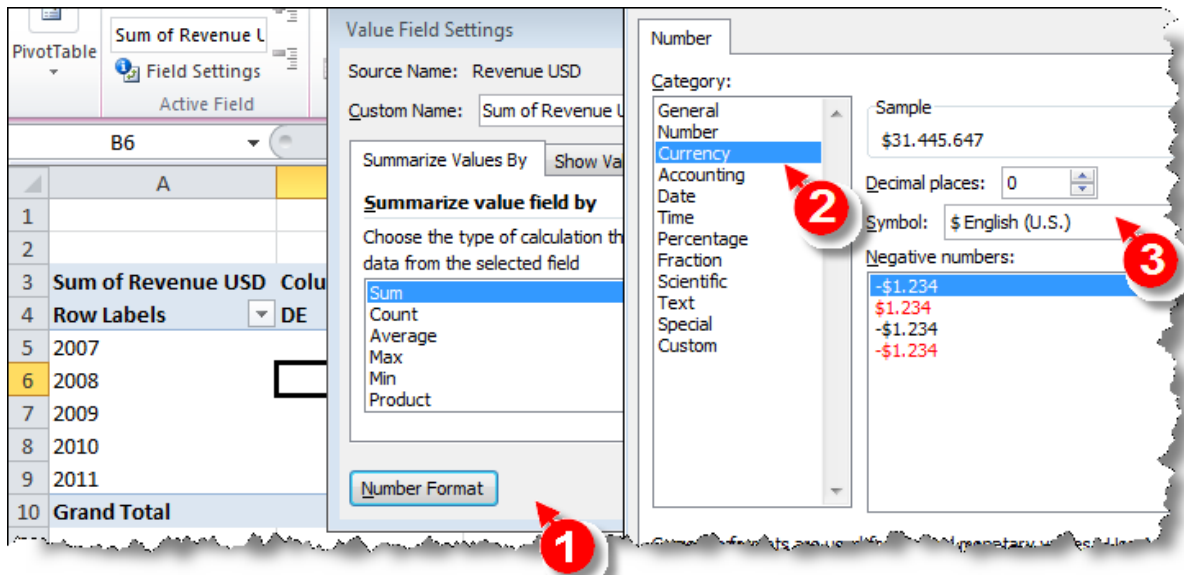 PivotTable
Sum of Revenue U
Field Settings
Active Field
B6
A
1
2
3 Sum of Revenue USD Colu
4 Row Labels DE
5 2007
6 2008
7 2009
8 2010
9 2011
10 Grand Total
Value Field Settings
Source Name: Revenue USD
Custom Name: Sum of Revenue U
Summarize Values By Show Va
Summarize value field by
Choose the type of calculation th
data from the selected field
Sum
Count
Average
Max
Min
Product
Number Format
1
Number
Category:
General
Number
Currency
Accounting
Date
Time
Percentage
Fraction
Scientific
Text
Special
Custom
2
Sample
$31.445.647
Decimal places: 0
Symbol: $ English (U.S.)
3
Negative numbers:
-$1.234
$1.234
-$1.234
-$1.234